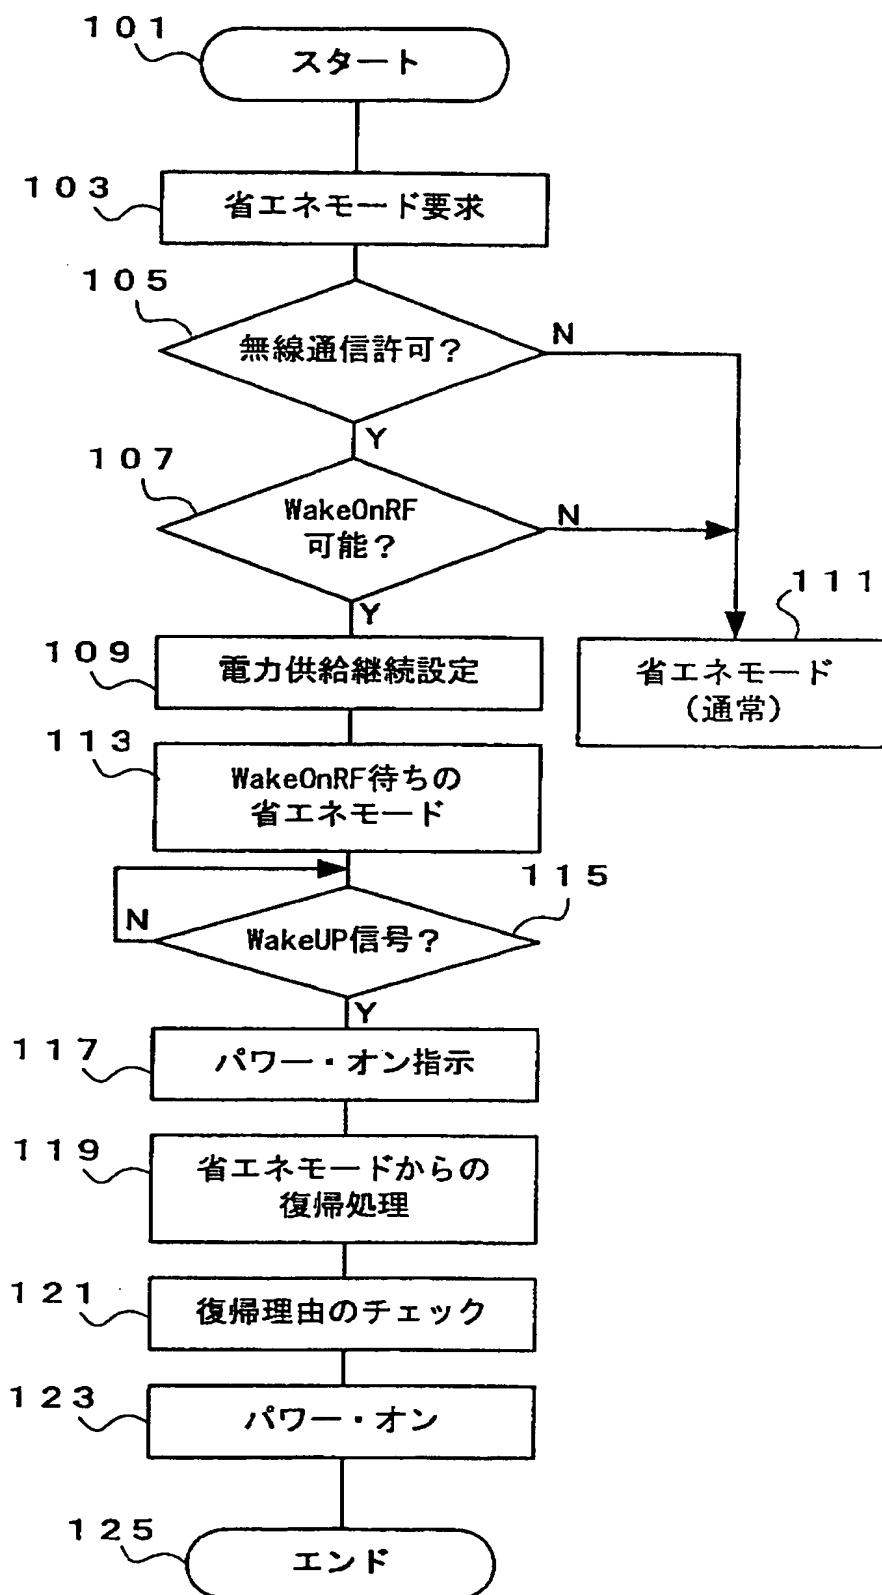 101
スタート
103
省エネモード要求
105
無線通信許可?
N
Y
107
WakeOnRF
可能?
N
Y
109
電力供給継続設定
111
省エネモード
(通常)
113
WakeOnRF待ちの
省エネモード
115
N
WakeUP信号?
Y
117
パワー・オン指示
119
省エネモードからの
復帰処理
121
復帰理由のチェック
123
パワー・オン
125
エンド